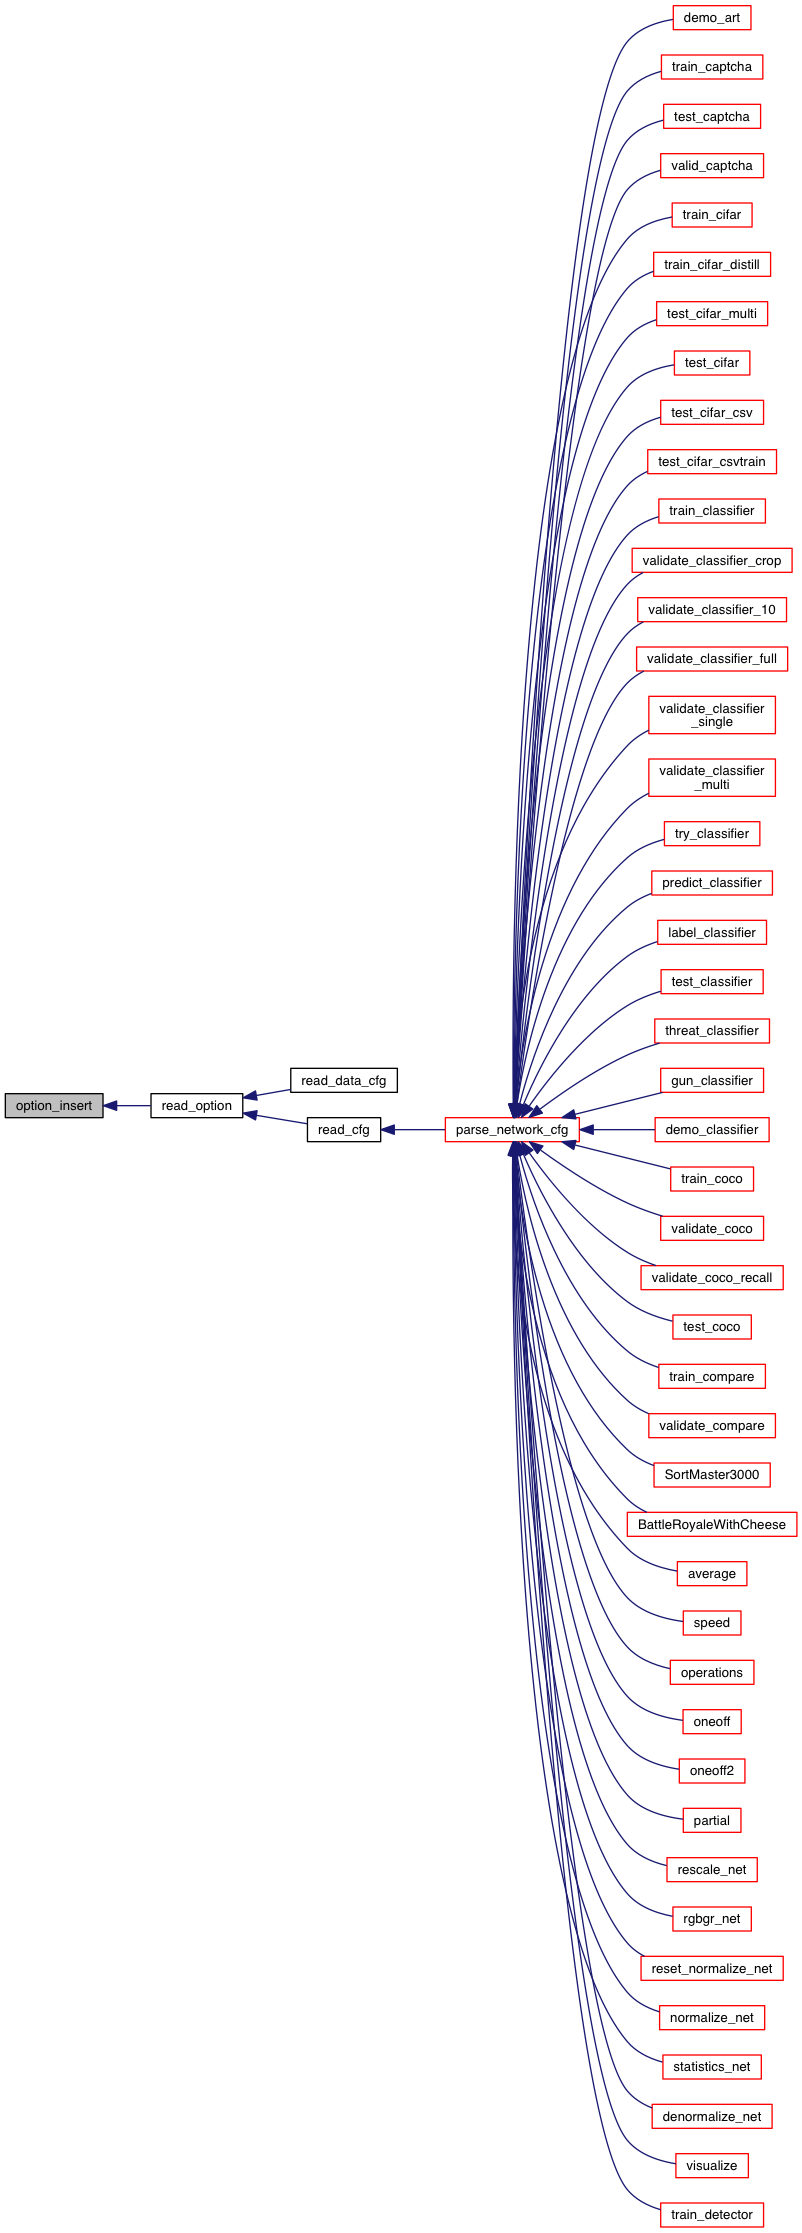 option_insert
read_option
read_data_cfg
read_cfg
parse_network_cfg
demo_art
train_captcha
test_captcha
valid_captcha
train_cifar
train_cifar_distill
test_cifar_multi
test_cifar
test_cifar_csv
test_cifar_csvtrain
train_classifier
validate_classifier_crop
validate_classifier_10
validate_classifier_full
validate_classifier
_single
validate_classifier
_multi
try_classifier
predict_classifier
label_classifier
test_classifier
threat_classifier
gun_classifier
demo_classifier
train_coco
validate_coco
validate_coco_recall
test_coco
train_compare
validate_compare
SortMaster3000
BattleRoyaleWithCheese
average
speed
operations
oneoff
oneoff2
partial
rescale_net
rgbgr_net
reset_normalize_net
normalize_net
statistics_net
denormalize_net
visualize
train_detector